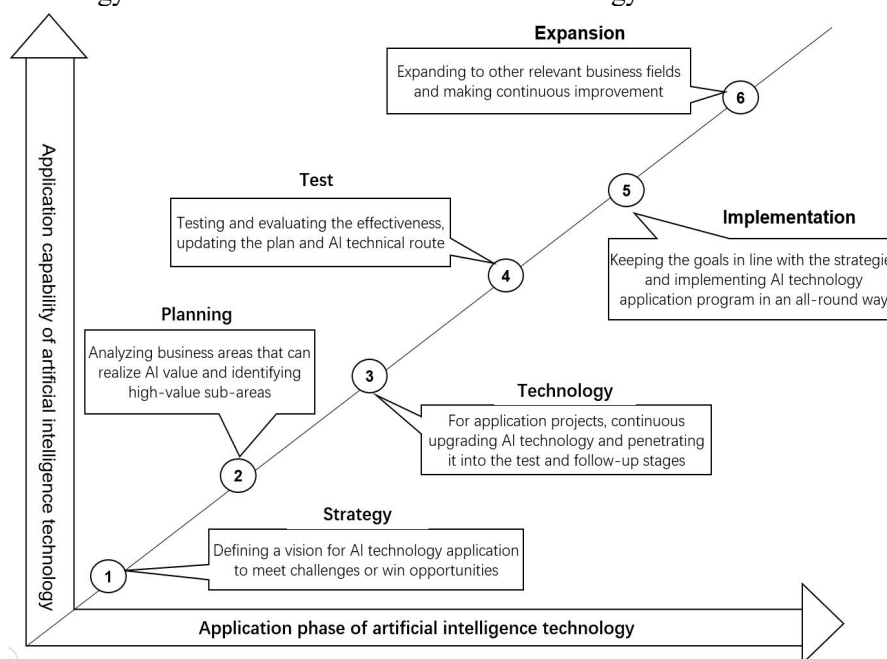 Expansion
Expanding to other relevant business fields
and making continuous improvement
6
5
Implementation
Keeping the goals in line with the strategie
and implementing AI technology
application program in an all-round way
Test
Testing and evaluating the effectiveness,
updating the plan and AI technical route
4
Planning
Analyzing business areas that can
realize AI value and identifying
high-value sub-areas
3
Technology
For application projects, continuous
upgrading AI technology and penetrating
it into the test and follow-up stages
2
Strategy
Defining a vision for AI technology application
to meet challenges or win opportunities
1
Application capability of artificial intelligence technology
Application phase of artificial intelligence technology